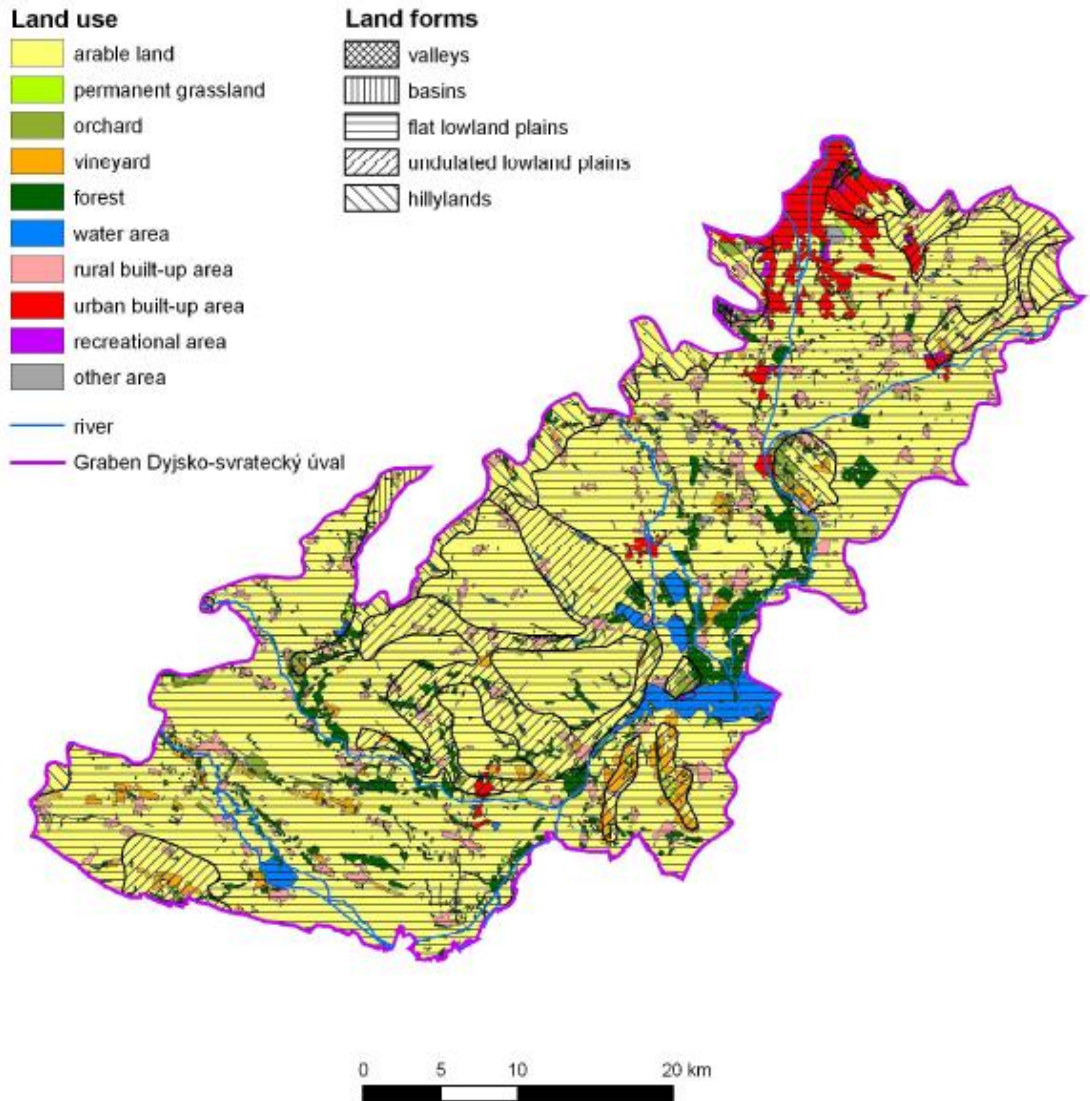 Land use
arable land
permanent grassland
orchard
vineyard
forest
water area
rural built-up area
urban built-up area
recreational area
other area
river
Graben Dyjsko-svratecký úval
Land forms
valleys
basins
flat lowland plains
undulated lowland plains
hillylands
0 5 10 20 km